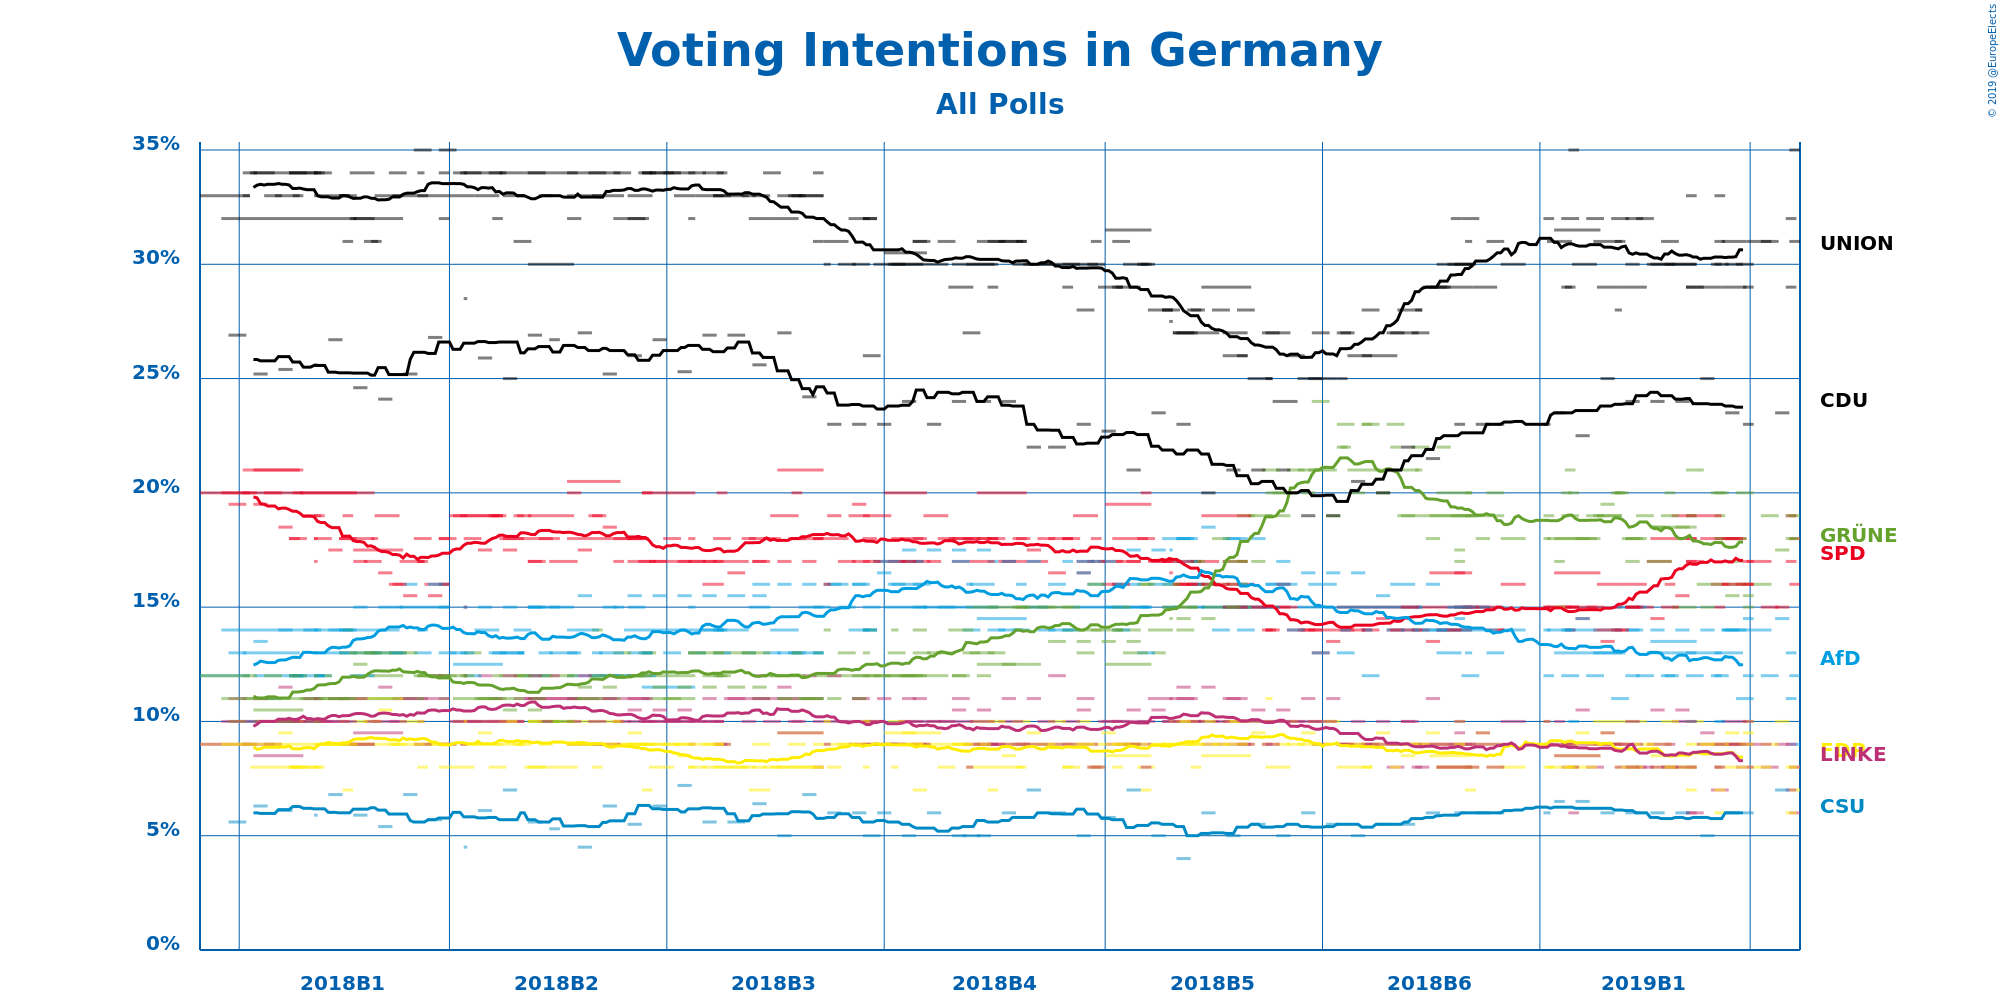 © 2019 @EuropeElects
Voting Intentions in Germany
All Polls
35%
30%
25%
20%
15%
10%
5%
0%
UNION
CDU
GRÜNE
SPD
AfD
FDP
LINKE
CSU
2018B1 2018B2 2018B3 2018B4 2018B5 2018B6 2019B1